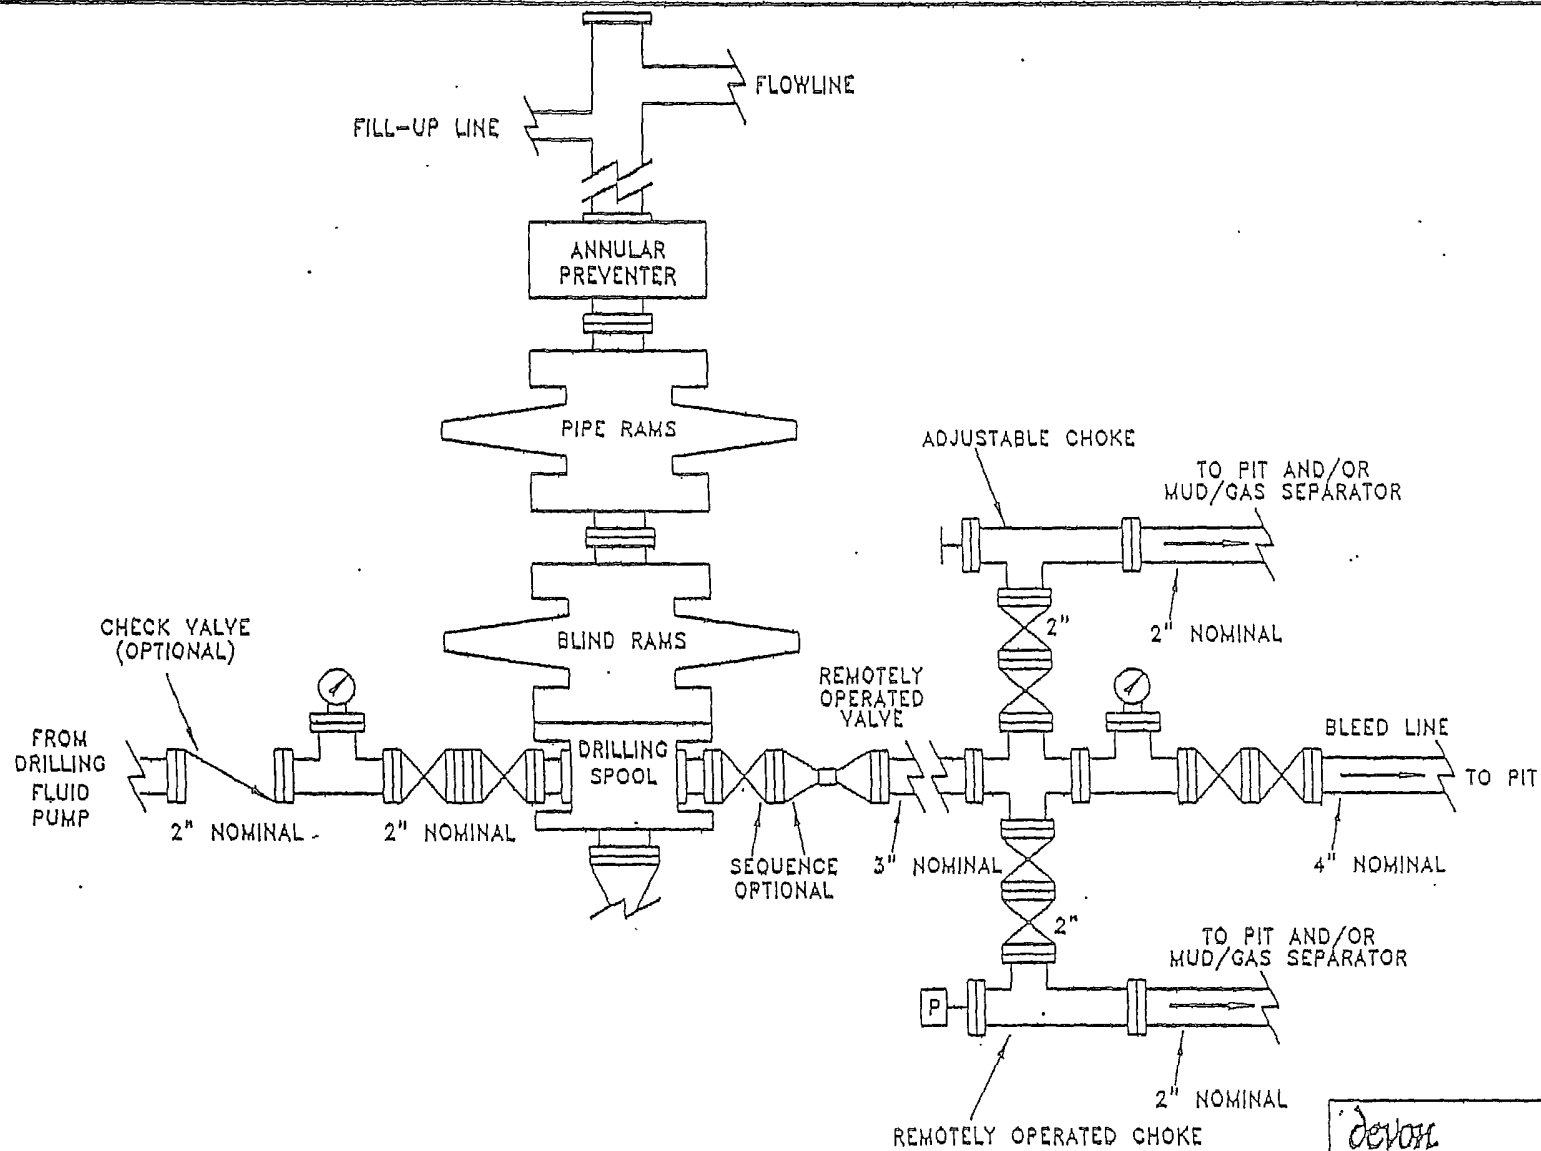 FLOWLINE
FILL-UP LINE
ANNULAR
PREVENTER
PIPE RAMS
ADJUSTABLE CHOKE
TO PIT AND/OR
MUD/GAS SEPARATOR
2"
2" NOMINAL
BLIND RAMS
CHECK VALVE
(OPTIONAL)
REMOTELY
OPERATED
VALVE
FROM
DRILLING
FLUID
PUMP
DRILLING
SPOOL
BLEED LINE
TO PIT
2" NOMINAL
2" NOMINAL
SEQUENCE
OPTIONAL
3" NOMINAL
4" NOMINAL
2"
TO PIT AND/OR
MUD/GAS SEPARATOR
P
2" NOMINAL
REMOTELY OPERATED CHOKE
devon